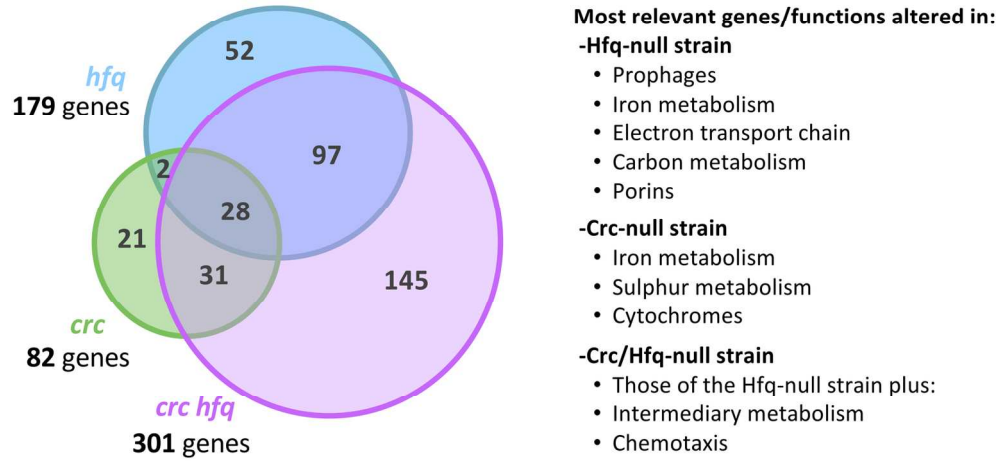 52
hfq
179 genes
97
2
28
21
31
145
crc
82 genes
crc hfq
301 genes
Most relevant genes/functions altered in:
-Hfq-null strain
• Prophages
• Iron metabolism
• Electron transport chain
• Carbon metabolism
• Porins
-Crc-null strain
• Iron metabolism
• Sulphur metabolism
• Cytochromes
-Crc/Hfq-null strain
• Those of the Hfq-null strain plus:
• Intermediary metabolism
• Chemotaxis